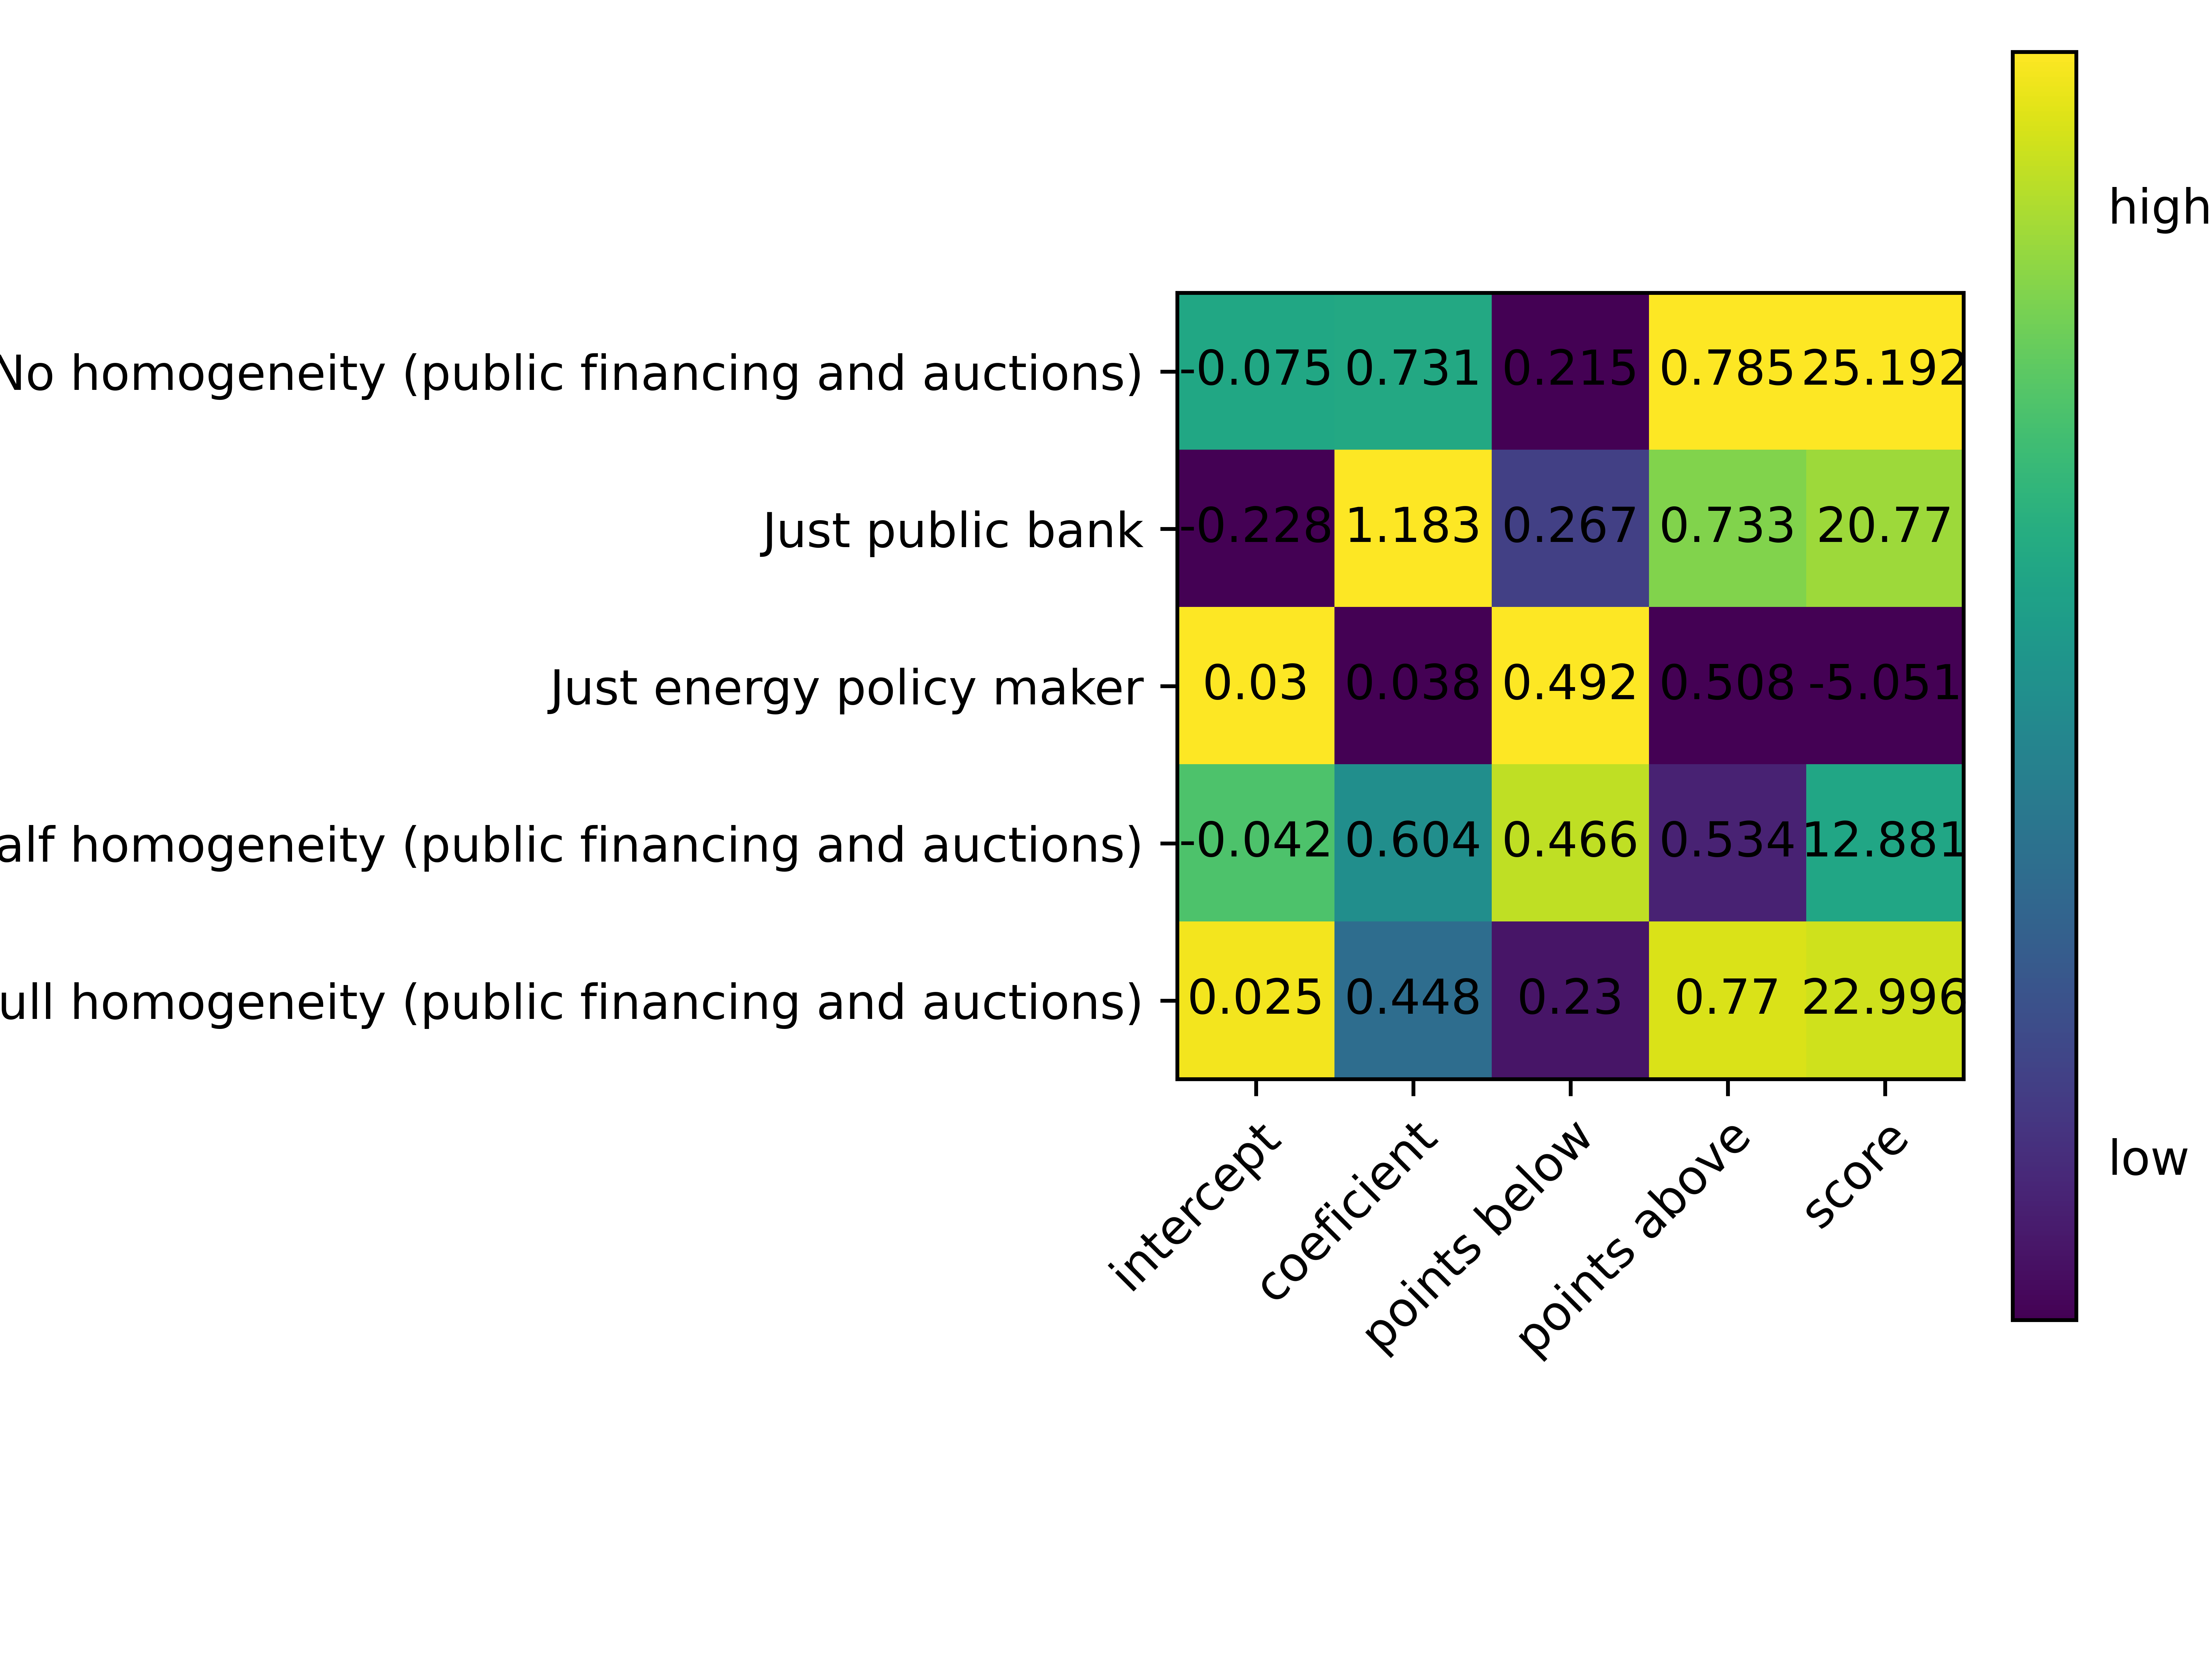 high
No homogeneity (public financing and auctions) -0.075 0.731 0.215 0.785 25.192
Just public bank -0.228 1.183 0.267 0.733 20.77
Just energy policy maker 0.03 0.038 0.492 0.508 -5.051
alf homogeneity (public financing and auctions) -0.042 0.604 0.466 0.534 12.881
ull homogeneity (public financing and auctions) 0.025 0.448 0.23 0.77 22.996
low
intercept coeficient points below points above score